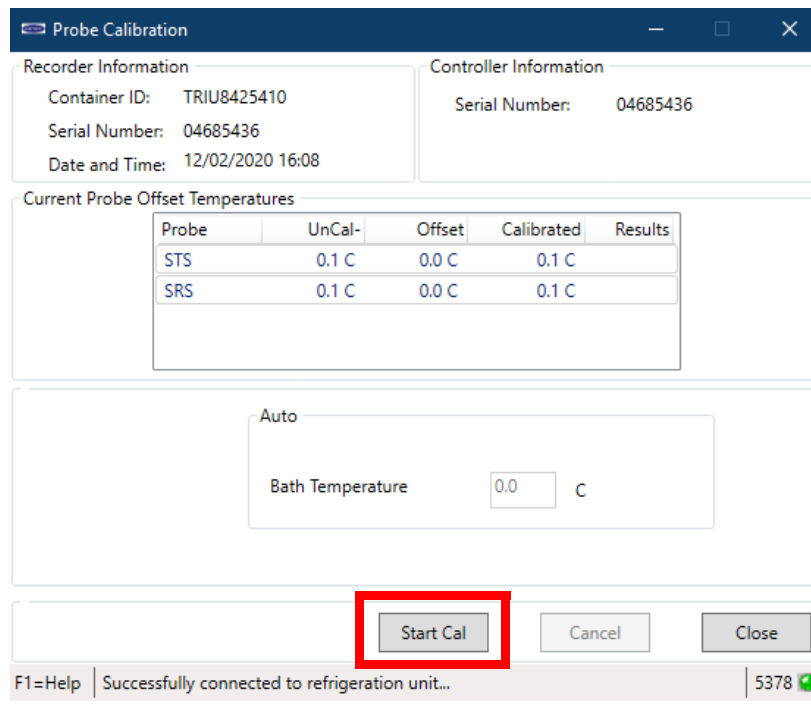 Probe Calibration
Recorder Information
Container ID: TRIU8425410
Serial Number: 04685436
Date and Time: 12/02/2020 16:08
Controller Information
Serial Number: 04685436
Current Probe Offset Temperatures
Probe UnCal- Offset Calibrated Results
STS 0.1 C 0.0 C 0.1 C
SRS 0.1 C 0.0 C 0.1 C
Auto
Bath Temperature 0.0 C
Start Cal Cancel Close
F1=Help Successfully connected to refrigeration unit... 5378